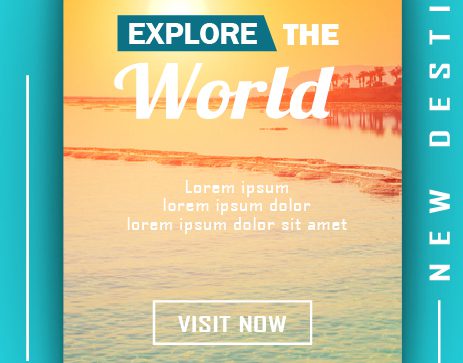 EXPLORE THE
World
Lorem ipsum
lorem ipsum dolor
lorem ipsum dolor sit amet
VISIT NOW
NEW DESTI